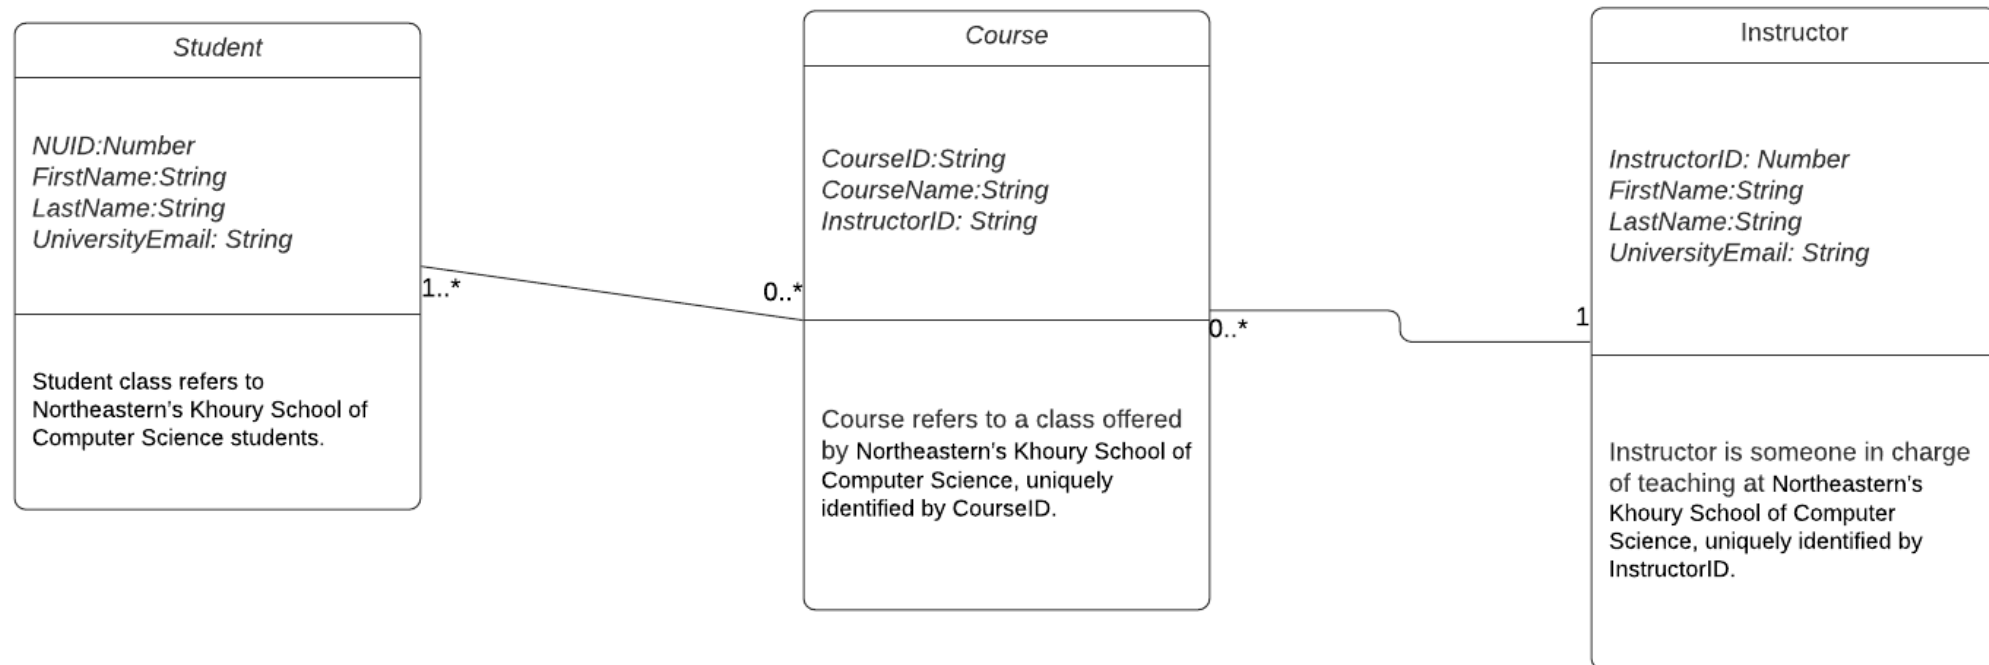 Student
NUID:Number
FirstName:String
LastName:String
UniversityEmail: String
1..*
Student class refers to
Northeastern's Khoury School of
Computer Science students.
Course
CourseID:String
CourseName:String
InstructorID: String
0..*
0..*
Course refers to a class offered
by Northeastern's Khoury School of
Computer Science, uniquely
identified by CourseID.
Instructor
InstructorID: Number
FirstName:String
LastName:String
UniversityEmail: String
1
Instructor is someone in charge
of teaching at Northeastern's
Khoury School of Computer
Science, uniquely identified by
InstructorID.